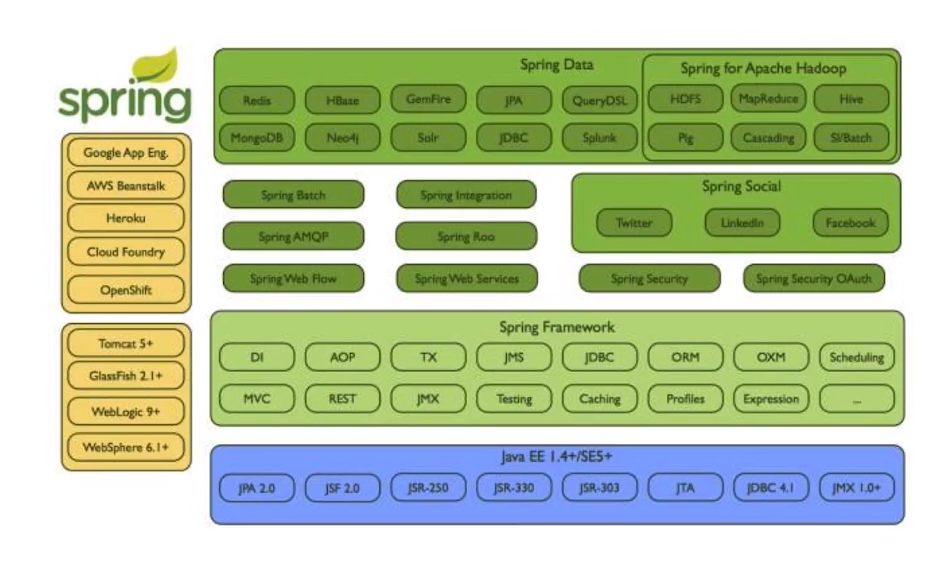 spring
Google App Eng.
AWS Beanstalk
Heroku
Cloud Foundry
OpenShift
Tomcat 5+
GlassFish 2.1+
WebLogic 9+
WebSphere 6.1+
Spring Data
Redis HBase GemFire JPA QueryDSL
MongoDB Neo4j Solr JDBC Splunk
Spring for Apache Hadoop
HDFS MapReduce Hive
Pig Cascading SI/Batch
Spring Batch Spring Integration
Spring AMQP Spring Roo
Spring Web Flow Spring Web Services
Spring Social
Twitter LinkedIn Facebook
Spring Security Spring Security OAuth
Spring Framework
DI AOP TX JMS JDBC ORM OXM Scheduling
MVC REST JMX Testing Caching Profiles Expression ...
Java EE 1.4+/SE5+
JPA 2.0 JSF 2.0 JSR-250 JSR-330 JSR-303 JTA JDBC 4.1 JMX 1.0+